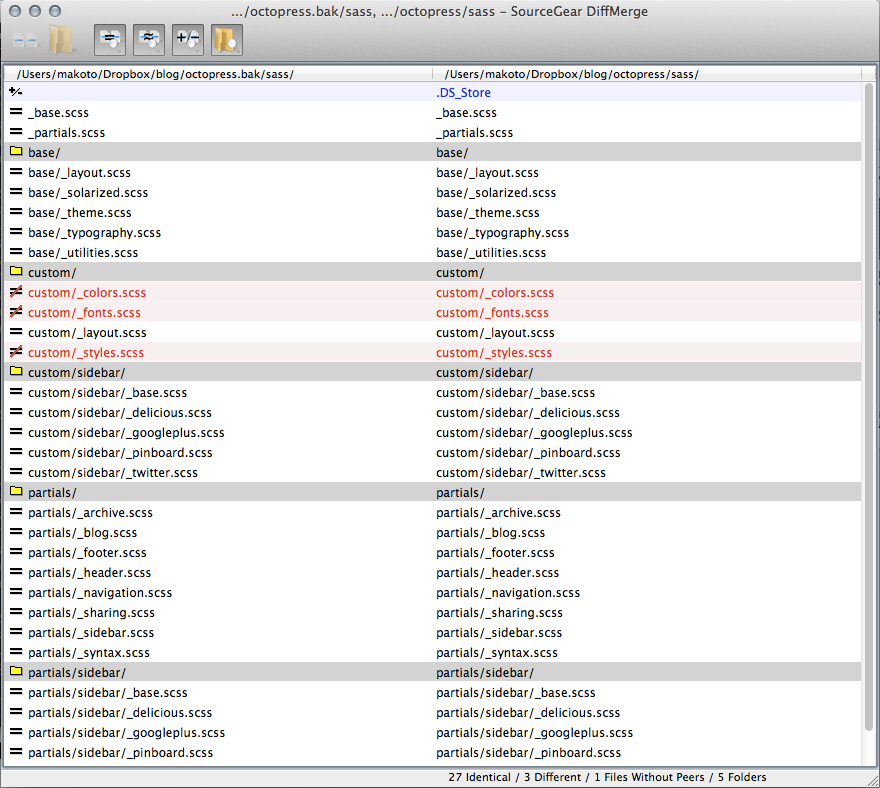 .../octopress.bak/sass, .../octopress/sass – SourceGear DiffMerge
/Users/makoto/Dropbox/blog/octopress.bak/sass/ /Users/makoto/Dropbox/blog/octopress/sass/
.DS_Store
_base.scss _base.scss
_partials.scss _partials.scss
base/ base/
base/_layout.scss base/_layout.scss
base/_solarized.scss base/_solarized.scss
base/_theme.scss base/_theme.scss
base/_typography.scss base/_typography.scss
base/_utilities.scss base/_utilities.scss
custom/ custom/
custom/_colors.scss custom/_colors.scss
custom/_fonts.scss custom/_fonts.scss
custom/_layout.scss custom/_layout.scss
custom/_styles.scss custom/_styles.scss
custom/sidebar/ custom/sidebar/
custom/sidebar/_base.scss custom/sidebar/_base.scss
custom/sidebar/_delicious.scss custom/sidebar/_delicious.scss
custom/sidebar/_googleplus.scss custom/sidebar/_googleplus.scss
custom/sidebar/_pinboard.scss custom/sidebar/_pinboard.scss
custom/sidebar/_twitter.scss custom/sidebar/_twitter.scss
partials/ partials/
partials/_archive.scss partials/_archive.scss
partials/_blog.scss partials/_blog.scss
partials/_footer.scss partials/_footer.scss
partials/_header.scss partials/_header.scss
partials/_navigation.scss partials/_navigation.scss
partials/_sharing.scss partials/_sharing.scss
partials/_sidebar.scss partials/_sidebar.scss
partials/_syntax.scss partials/_syntax.scss
partials/sidebar/ partials/sidebar/
partials/sidebar/_base.scss partials/sidebar/_base.scss
partials/sidebar/_delicious.scss partials/sidebar/_delicious.scss
partials/sidebar/_googleplus.scss partials/sidebar/_googleplus.scss
partials/sidebar/_pinboard.scss partials/sidebar/_pinboard.scss
27 Identical / 3 Different / 1 Files Without Peers / 5 Folders